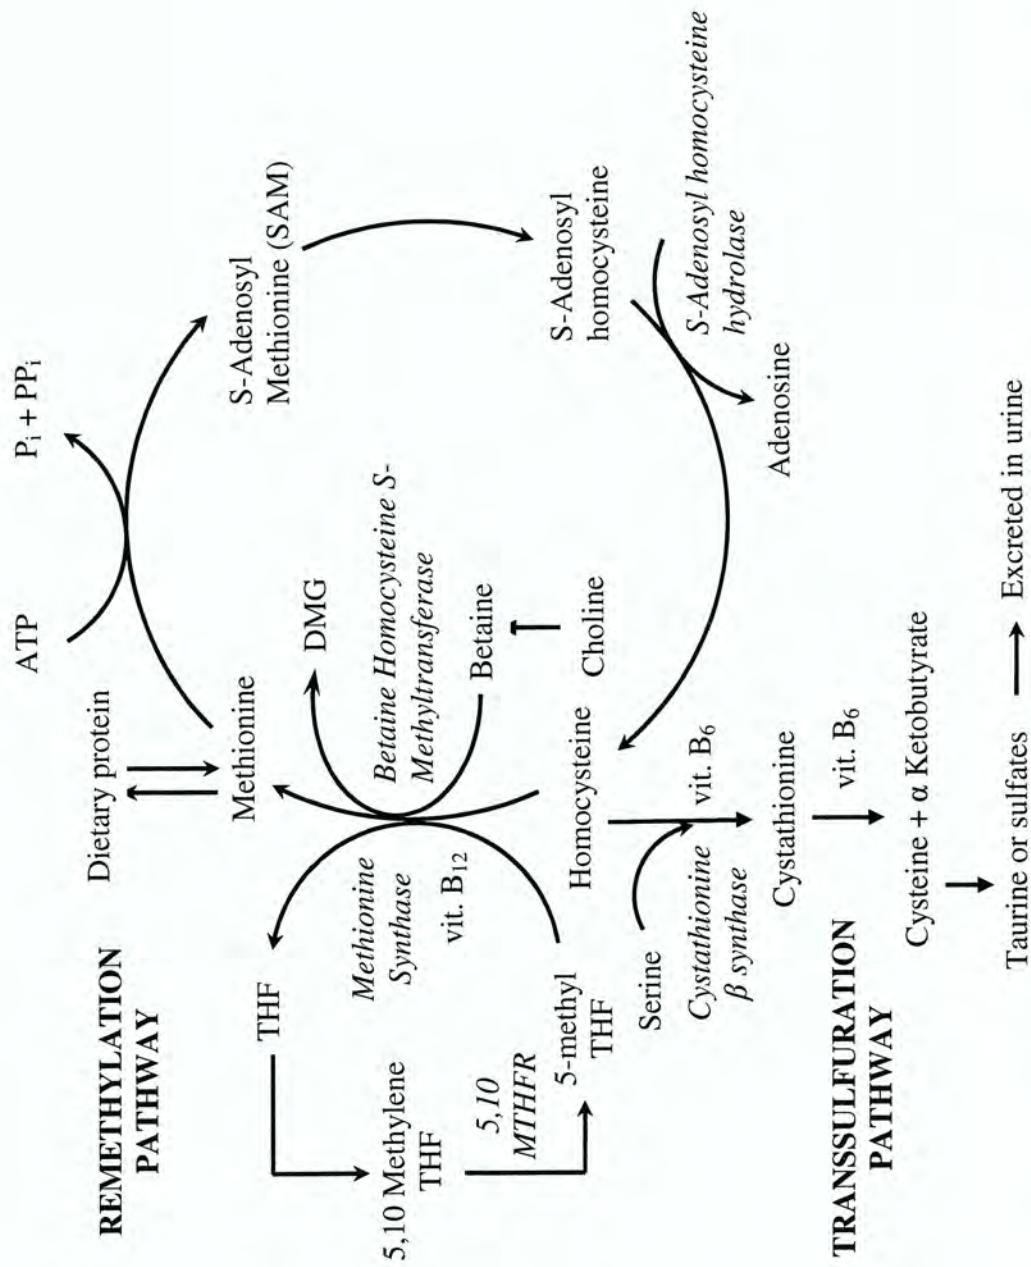 REMETHYLATION
PATHWAY
Dietary protein
ATP
Pᵢ + PPᵢ
Methionine
S-Adenosyl
Methionine (SAM)
THF
DMG
Methionine
Synthase
vit. B₁₂
Betaine Homocysteine S-
Methyltransferase
5,10 Methylene
THF
5,10
MTHFR
Betaine
Choline
5-methyl
THF
Homocysteine
S-Adenosyl
homocysteine
S-Adenosyl homocysteine
hydrolase
Serine
Cystathionine
β synthase
vit. B₆
Adenosine
Cystathionine
vit. B₆
TRANSSULFURATION
PATHWAY
Cysteine + α Ketobutyrate
Taurine or sulfates
Excreted in urine